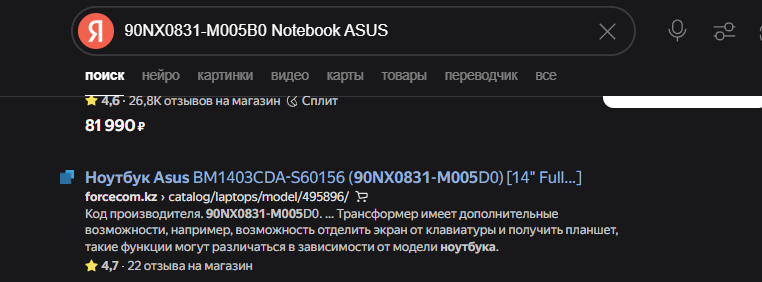 Я 90NX0831-M005B0 Notebook ASUS
поиск нейро картинки видео карты товары переводчик все
4,6 · 26,8K отзывов на магазин Сплит
81 990 ₽
Ноутбук Asus BM1403CDA-S60156 (90NX0831-M005D0) [14" Full...]
forcecom.kz › catalog/laptops/model/495896/
Код производителя. 90NX0831-M005D0. ... Трансформер имеет дополнительные
возможности, например, возможность отделить экран от клавиатуры и получить планшет,
такие функции могут различаться в зависимости от модели ноутбука.
4,7 · 22 отзыва на магазин